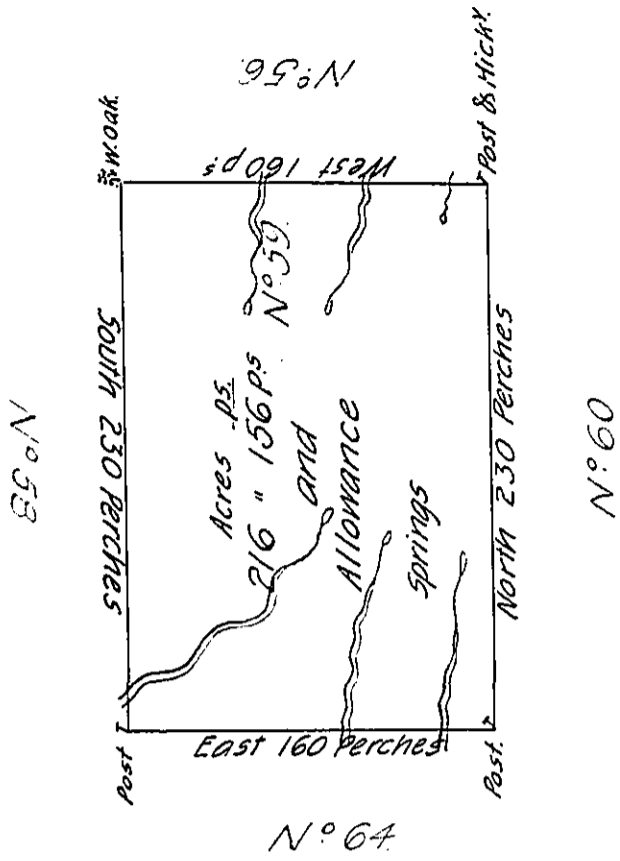 Nº 56.
W. Oak.
West 160 ps
Post & Hicky.
Nº 59.
South 230 Perches
Acres ps.
216 " 156 ps
and
Allowance
Springs
North 230 Perches
Nº 58
Nº 60
Post
East 160 Perches
Post.
Nº 64.